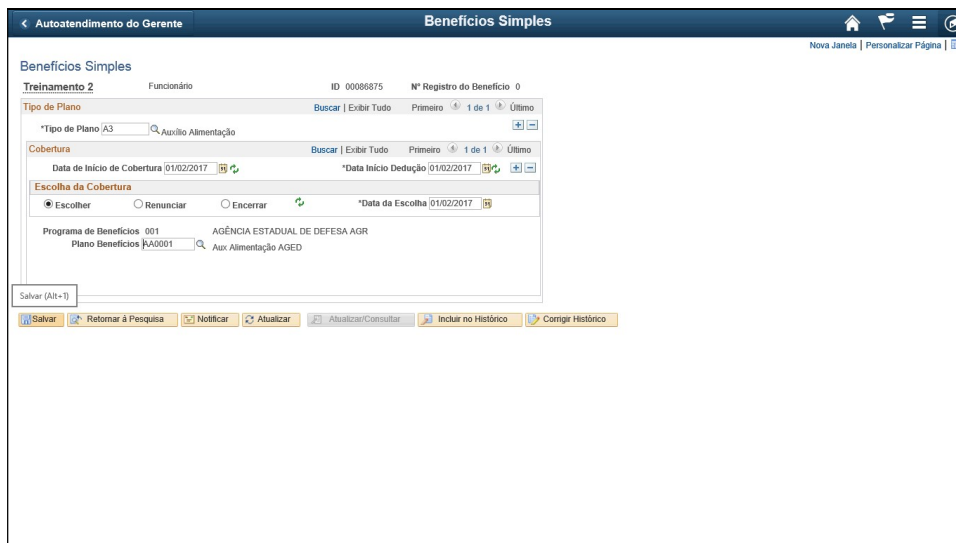 Autoatendimento do Gerente
Benefícios Simples
Nova Janela | Personalizar Página |
Benefícios Simples
Treinamento 2 Funcionário ID 00086875 Nº Registro do Benefício 0
Tipo de Plano Buscar | Exibir Tudo Primeiro 1 de 1 Último
*Tipo de Plano A3 Auxílio Alimentação
Cobertura Buscar | Exibir Tudo Primeiro 1 de 1 Último
Data de Início de Cobertura 01/02/2017 *Data Início Dedução 01/02/2017
Escolha da Cobertura
Escolher Renunciar Encerrar *Data da Escolha 01/02/2017
Programa de Benefícios 001 AGÊNCIA ESTADUAL DE DEFESA AGR
Plano Benefícios AA0001 Aux Alimentação AGED
Salvar (Alt+1)
Salvar Retornar à Pesquisa Notificar Atualizar Atualizar/Consultar Incluir no Histórico Corrigir Histórico